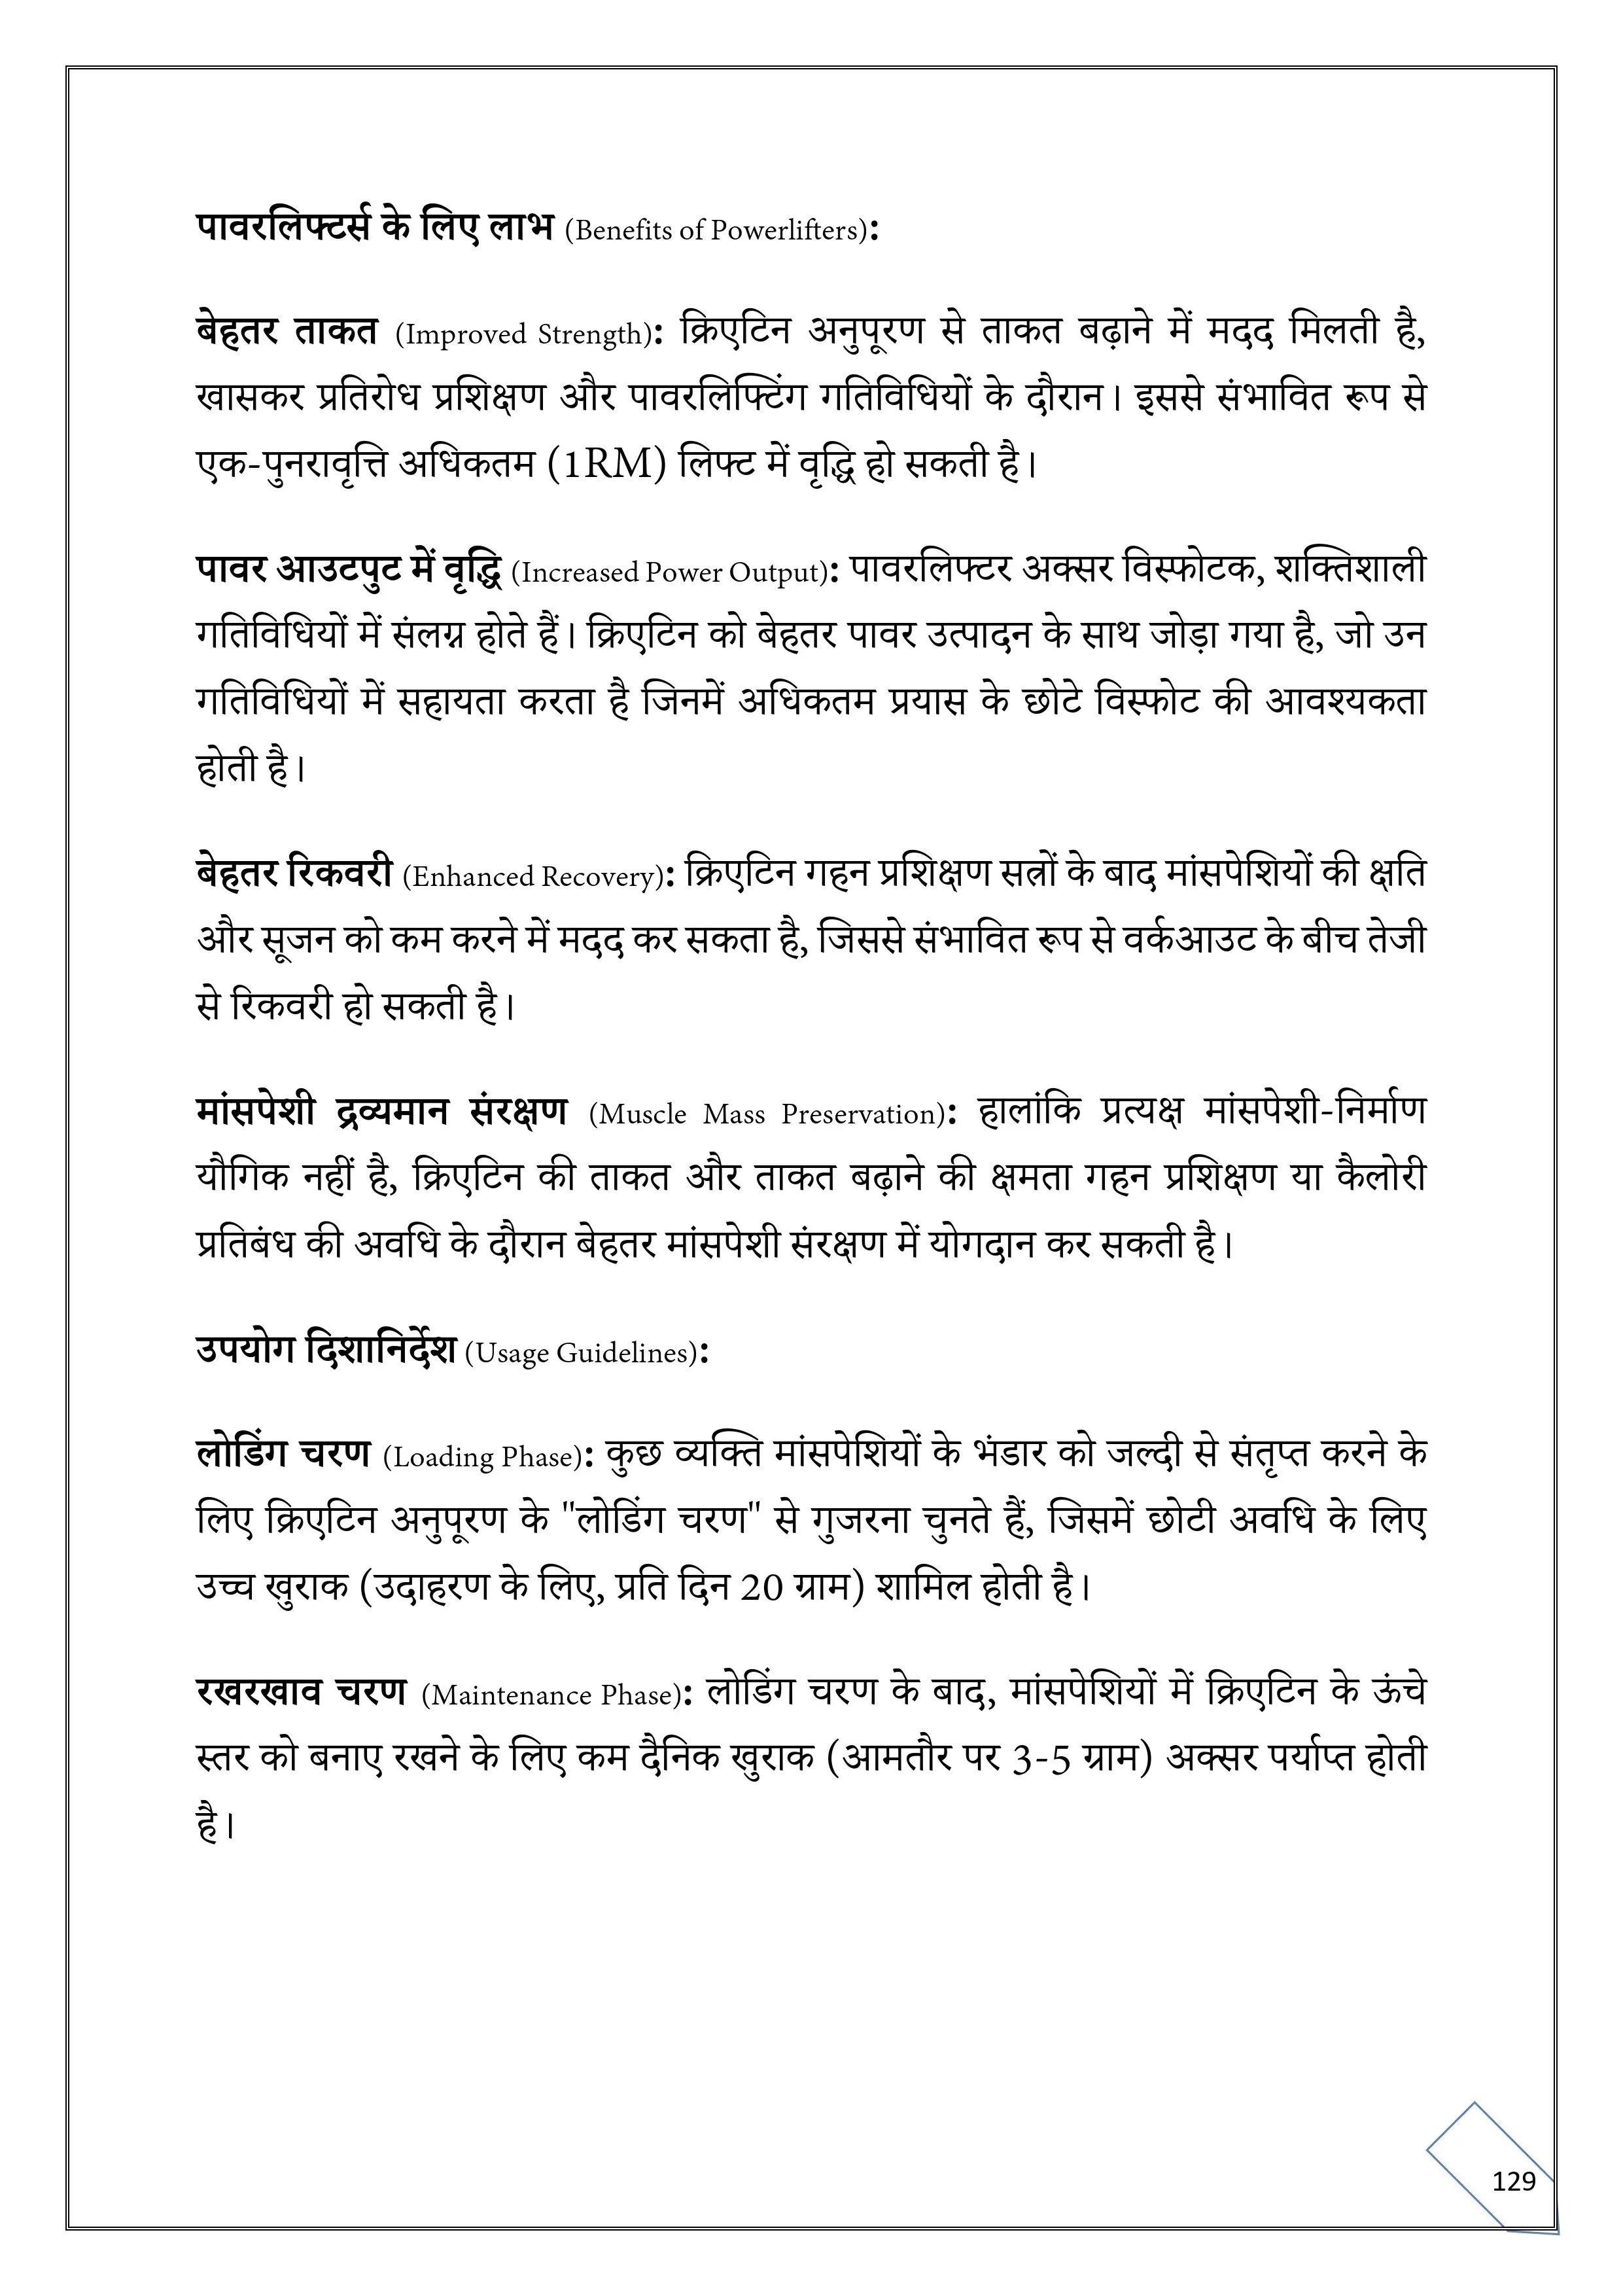 पावरलिफ्टर्स के लिए लाभ (Benefits of Powerlifters):
बेहतर ताकत (Improved Strength): क्रिएटिन अनुपूरण से ताकत बढ़ाने में मदद मिलती है,
खासकर प्रतिरोध प्रशिक्षण और पावरलिफ्टिंग गतिविधियों के दौरान। इससे संभावित रूप से
एक-पुनरावृत्ति अधिकतम (1RM) लिफ्ट में वृद्धि हो सकती है।
पावर आउटपुट में वृद्धि (Increased Power Output): पावरलिफ्टर अक्सर विस्फोटक, शक्तिशाली
गतिविधियों में संलग्न होते हैं। क्रिएटिन को बेहतर पावर उत्पादन के साथ जोड़ा गया है, जो उन
गतिविधियों में सहायता करता है जिनमें अधिकतम प्रयास के छोटे विस्फोट की आवश्यकता
होती है।
बेहतर रिकवरी (Enhanced Recovery): क्रिएटिन गहन प्रशिक्षण सत्रों के बाद मांसपेशियों की क्षति
और सूजन को कम करने में मदद कर सकता है, जिससे संभावित रूप से वर्कआउट के बीच तेजी
से रिकवरी हो सकती है।
मांसपेशी द्रव्यमान संरक्षण (Muscle Mass Preservation): हालांकि प्रत्यक्ष मांसपेशी-निर्माण
यौगिक नहीं है, क्रिएटिन की ताकत और ताकत बढ़ाने की क्षमता गहन प्रशिक्षण या कैलोरी
प्रतिबंध की अवधि के दौरान बेहतर मांसपेशी संरक्षण में योगदान कर सकती है।
उपयोग दिशानिर्देश (Usage Guidelines):
लोडिंग चरण (Loading Phase): कुछ व्यक्ति मांसपेशियों के भंडार को जल्दी से संतृप्त करने के
लिए क्रिएटिन अनुपूरण के "लोडिंग चरण" से गुजरना चुनते हैं, जिसमें छोटी अवधि के लिए
उच्च खुराक (उदाहरण के लिए, प्रति दिन 20 ग्राम) शामिल होती है।
रखरखाव चरण (Maintenance Phase): लोडिंग चरण के बाद, मांसपेशियों में क्रिएटिन के ऊंचे
स्तर को बनाए रखने के लिए कम दैनिक खुराक (आमतौर पर 3-5 ग्राम) अक्सर पर्याप्त होती
है।
129